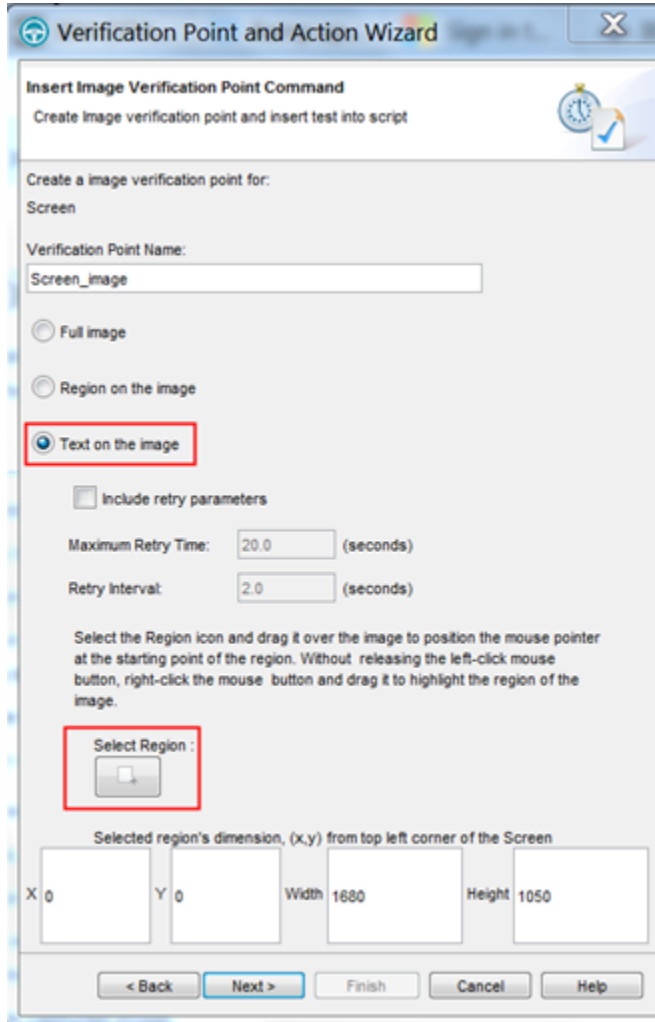 Verification Point and Action Wizard
Insert Image Verification Point Command
Create Image verification point and insert test into script
Create a image verification point for:
Screen
Verification Point Name:
Screen_image
Full image
Region on the image
Text on the image
Include retry parameters
Maximum Retry Time: 20.0 (seconds)
Retry Interval: 2.0 (seconds)
Select the Region icon and drag it over the image to position the mouse pointer
at the starting point of the region. Without releasing the left-click mouse
button, right-click the mouse button and drag it to highlight the region of the
image.
Select Region :
Selected region's dimension, (x,y) from top left corner of the Screen
X 0 Y 0 Width 1680 Height 1050
< Back Next > Finish Cancel Help